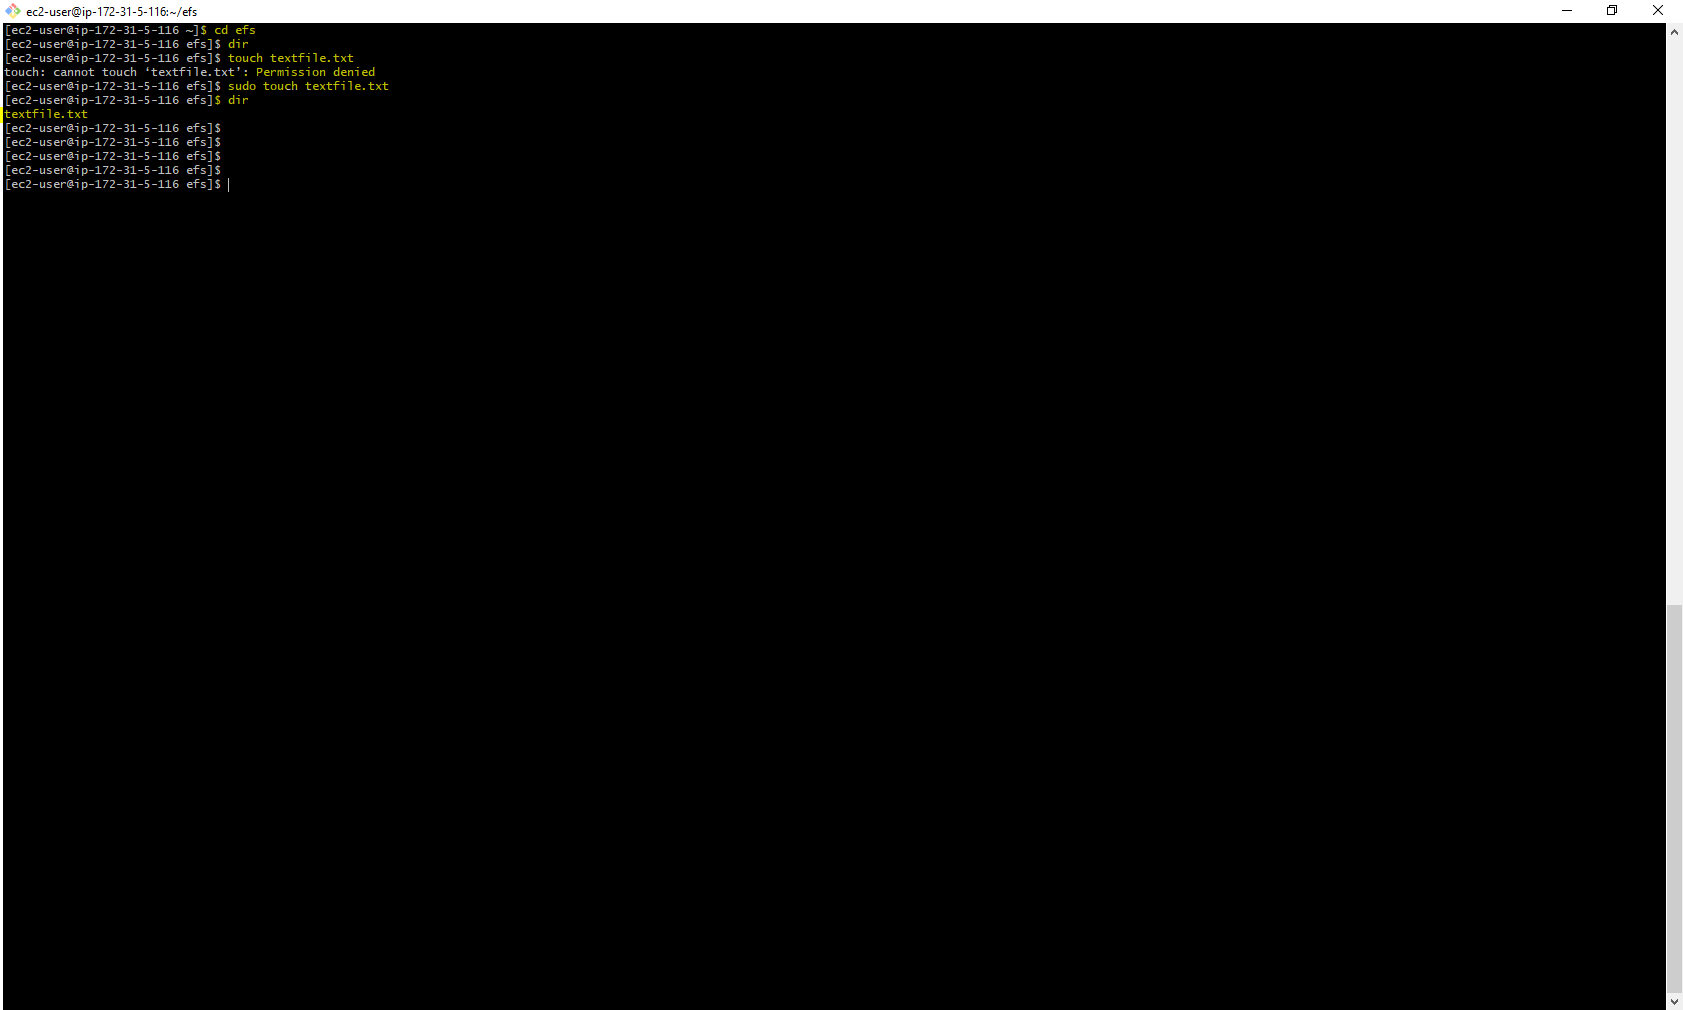 ec2-user@ip-172-31-5-116:~/efs
[ec2-user@ip-172-31-5-116 ~]$ cd efs
[ec2-user@ip-172-31-5-116 efs]$ dir
[ec2-user@ip-172-31-5-116 efs]$ touch textfile.txt
touch: cannot touch ‘textfile.txt’: Permission denied
[ec2-user@ip-172-31-5-116 efs]$ sudo touch textfile.txt
[ec2-user@ip-172-31-5-116 efs]$ dir
textfile.txt
[ec2-user@ip-172-31-5-116 efs]$
[ec2-user@ip-172-31-5-116 efs]$
[ec2-user@ip-172-31-5-116 efs]$
[ec2-user@ip-172-31-5-116 efs]$
[ec2-user@ip-172-31-5-116 efs]$